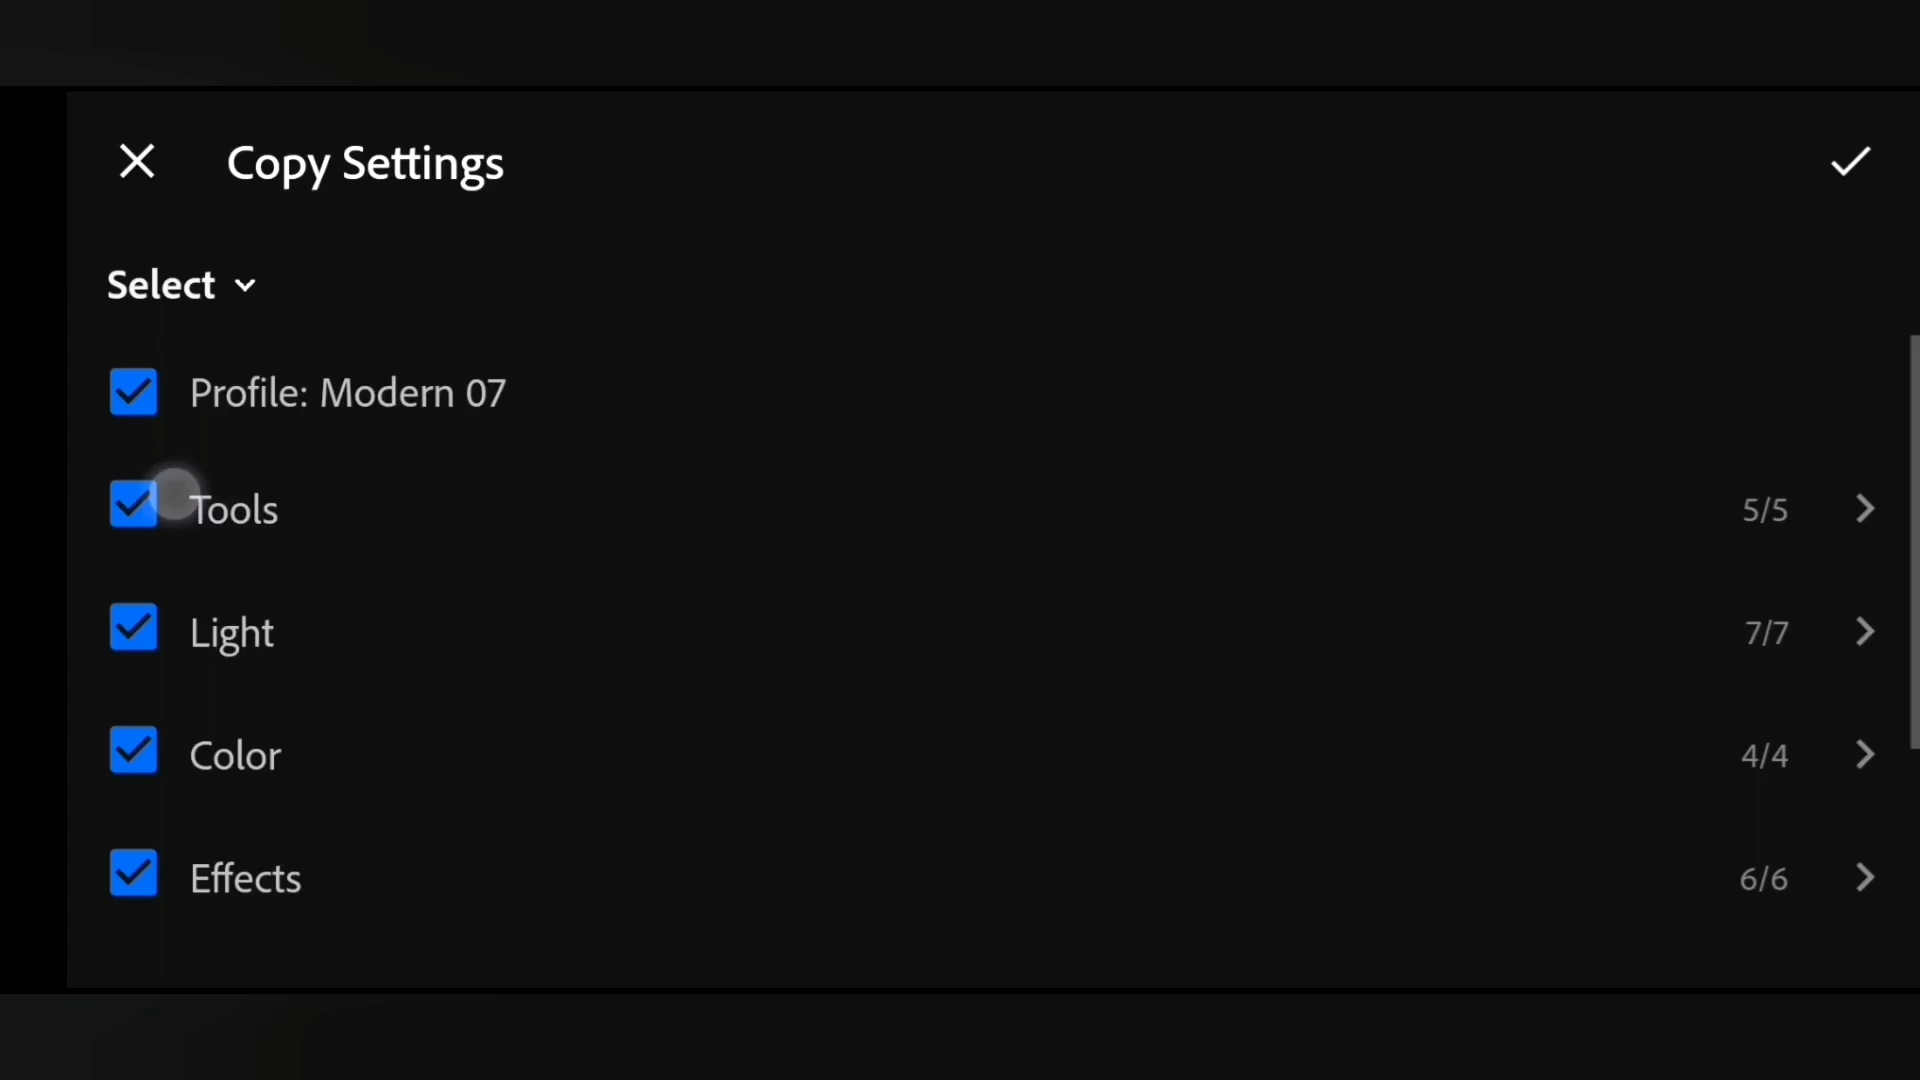 Copy Settings
Select
Profile: Modern 07
Tools 5/5
Light 7/7
Color 4/4
Effects 6/6